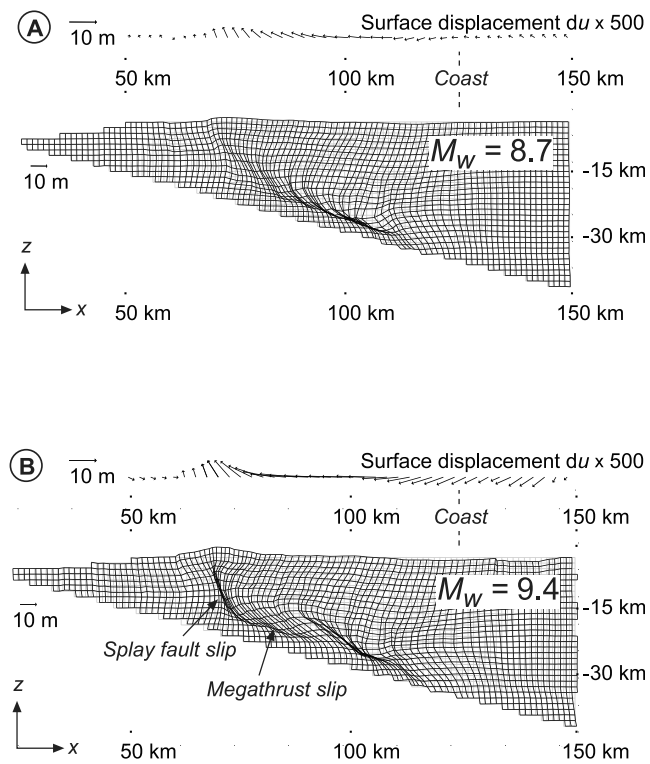 A
10 m
Surface displacement du x 500
50 km
100 km
Coast
150 km
Mw = 8.7
-15 km
10 m
-30 km
z
x
50 km
100 km
150 km
B
10 m
Surface displacement du x 500
50 km
100 km
Coast
150 km
Mw = 9.4
10 m
-15 km
Splay fault slip
Megathrust slip
-30 km
z
x
50 km
100 km
150 km